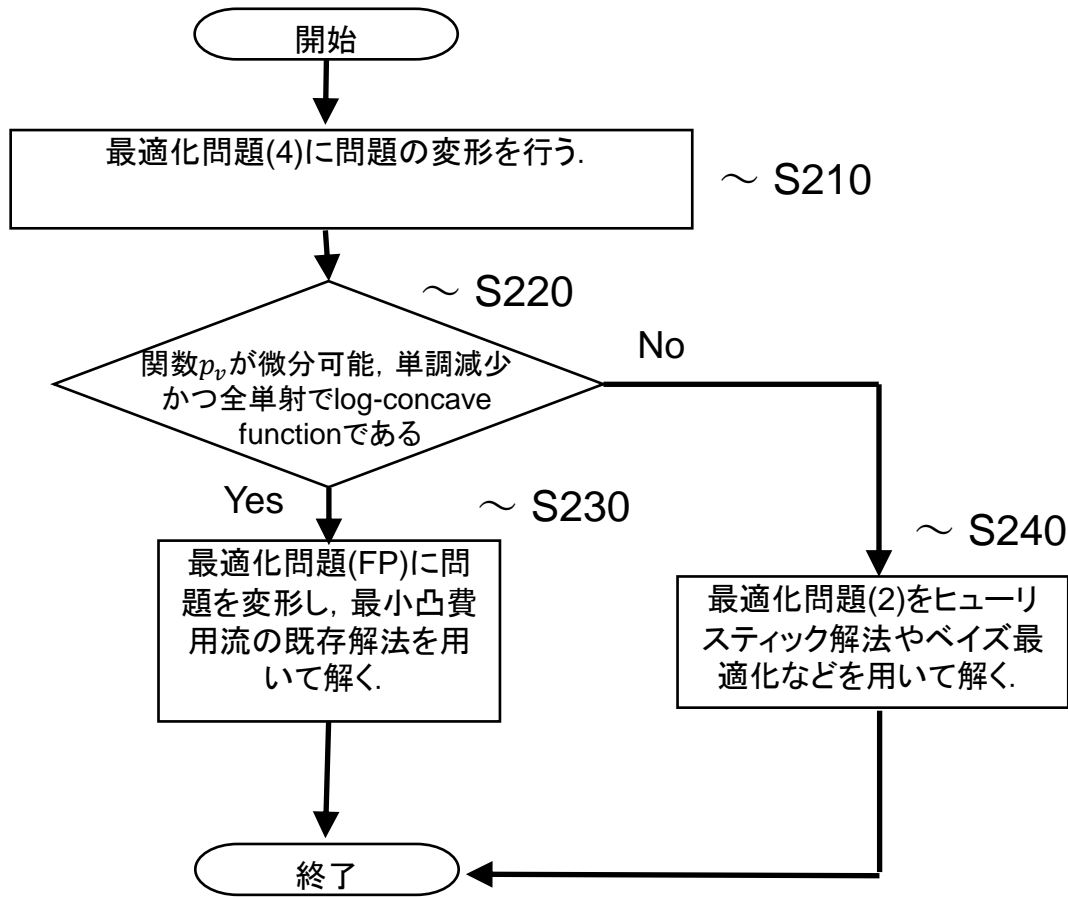 開始
最適化問題(4)に問題の変形を行う.
～ S210
～ S220
関数𝑝𝑣が微分可能, 単調減少
かつ全単射でlog-concave
functionである
No
Yes
～ S230
最適化問題(FP)に問
題を変形し, 最小凸費
用流の既存解法を用
いて解く.
～ S240
最適化問題(2)をヒューリ
スティック解法やベイズ最
適化などを用いて解く.
終了